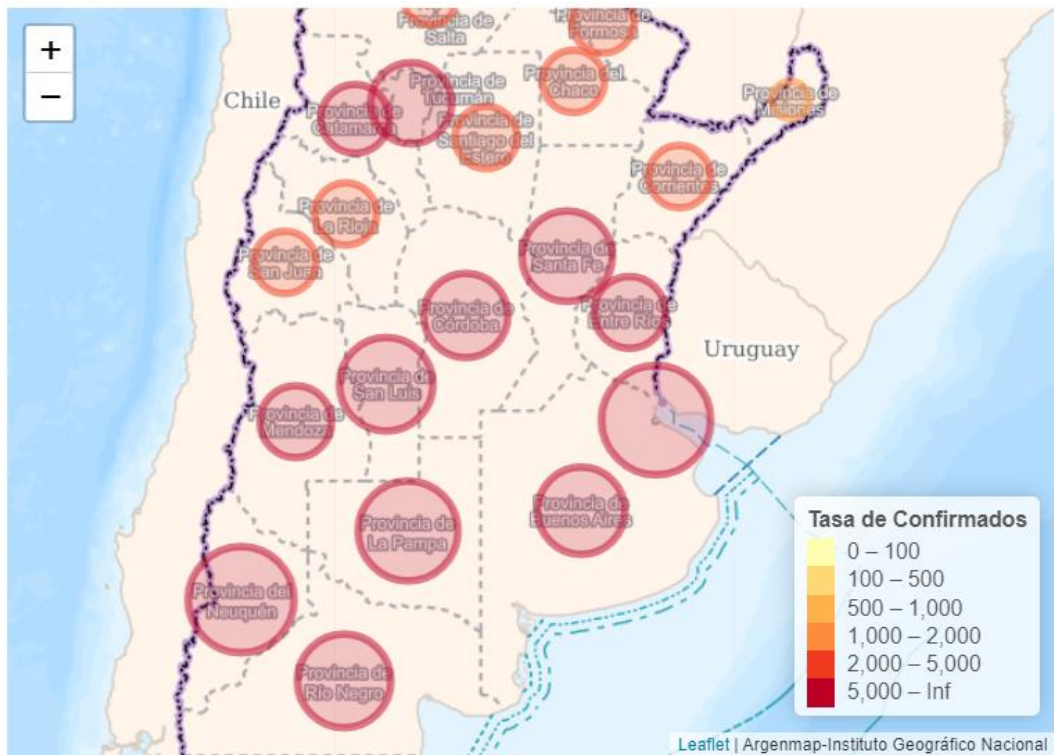 +
−
Chile
Provincia de
Salta
Provincia de
Formosa
Provincia del
Chaco
Provincia de
Misiones
Provincia de
Tucumán
Provincia de
Catamarca
Provincia de
Santiago del
Estero
Provincia de
Corrientes
Provincia de
La Rioja
Provincia de
San Juan
Provincia de
Santa Fe
Provincia de
Córdoba
Provincia de
Entre Ríos
Uruguay
Provincia de
San Luis
Provincia de
Mendoza
Provincia de
Buenos Aires
Provincia de
La Pampa
Provincia del
Neuquén
Provincia de
Río Negro
Tasa de Confirmados
0 – 100
100 – 500
500 – 1,000
1,000 – 2,000
2,000 – 5,000
5,000 – Inf
Leaflet | Argenmap-Instituto Geográfico Nacional